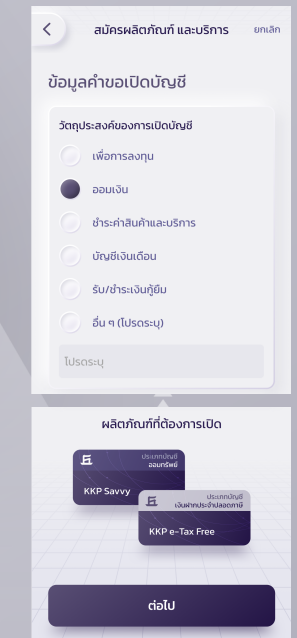 สมัครผลิตภัณฑ์ และบริการ
ยกเลิก
ข้อมูลคำขอเปิดบัญชี
วัตถุประสงค์ของการเปิดบัญชี
เพื่อการลงทุน
ออมเงิน
ชำระค่าสินค้าและบริการ
บัญชีเงินเดือน
รับ/ชำระเงินกู้ยืม
อื่น ๆ (โปรดระบุ)
โปรดระบุ
ผลิตภัณฑ์ที่ต้องการเปิด
ประเภทบัญชี
ออมทรัพย์
KKP Savvy
ประเภทบัญชี
เงินฝากประจำปลอดภาษี
KKP e-Tax Free
ต่อไป